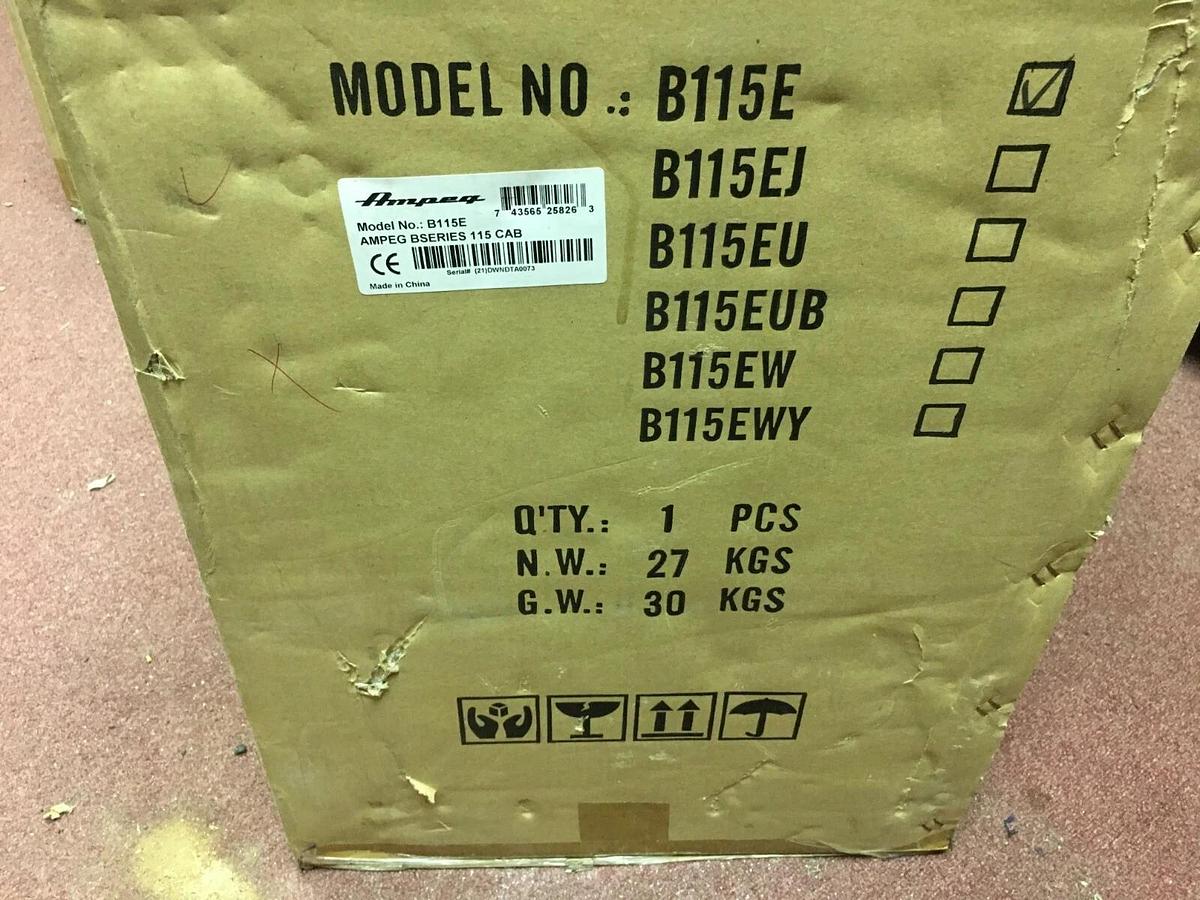 MODEL NO .: B115E
B115EJ
B115EU
B115EUB
B115EW
B115EWY
Ampeg
7 43565 25826 3
Model No.: B115E
AMPEG BSERIES 115 CAB
CE
Serial# (21)DWNDTA0073
Made in China
Q'TY.: 1 PCS
N.W.: 27 KGS
G.W.: 30 KGS